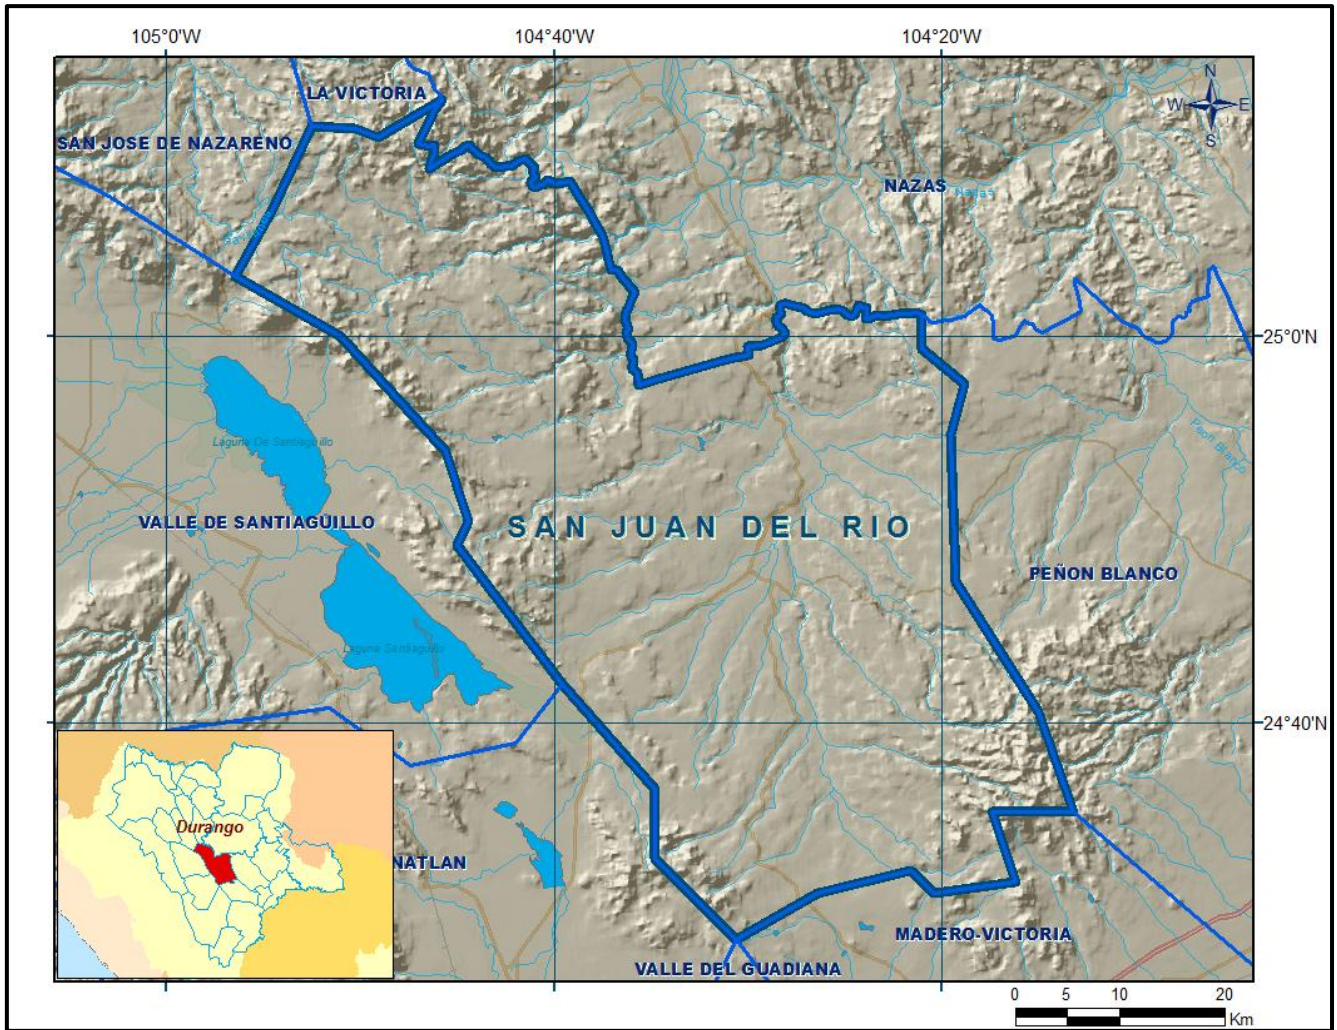 105°0'W 104°40'W 104°20'W
N
W E
S
LA VICTORIA
SAN JOSE DE NAZARENO
NAZAS
Nazas
25°0'N
Peon Blanco
Laguna De Santiaguillo
VALLE DE SANTIAGUILLO
SAN JUAN DEL RIO
PEÑON BLANCO
Laguna Santiaguillo
24°40'N
Durango
NATLAN
MADERO-VICTORIA
VALLE DEL GUADIANA
0 5 10 20
Km